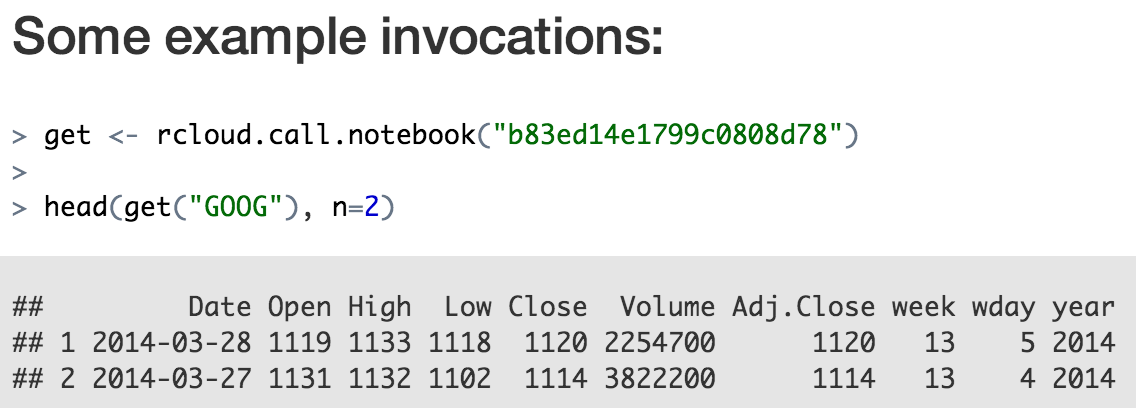 Some example invocations:
> get <- rcloud.call.notebook("b83ed14e1799c0808d78")
>
> head(get("GOOG"), n=2)
##         Date Open High  Low Close  Volume Adj.Close week wday year
## 1 2014-03-28 1119 1133 1118  1120 2254700      1120   13    5 2014
## 2 2014-03-27 1131 1132 1102  1114 3822200      1114   13    4 2014